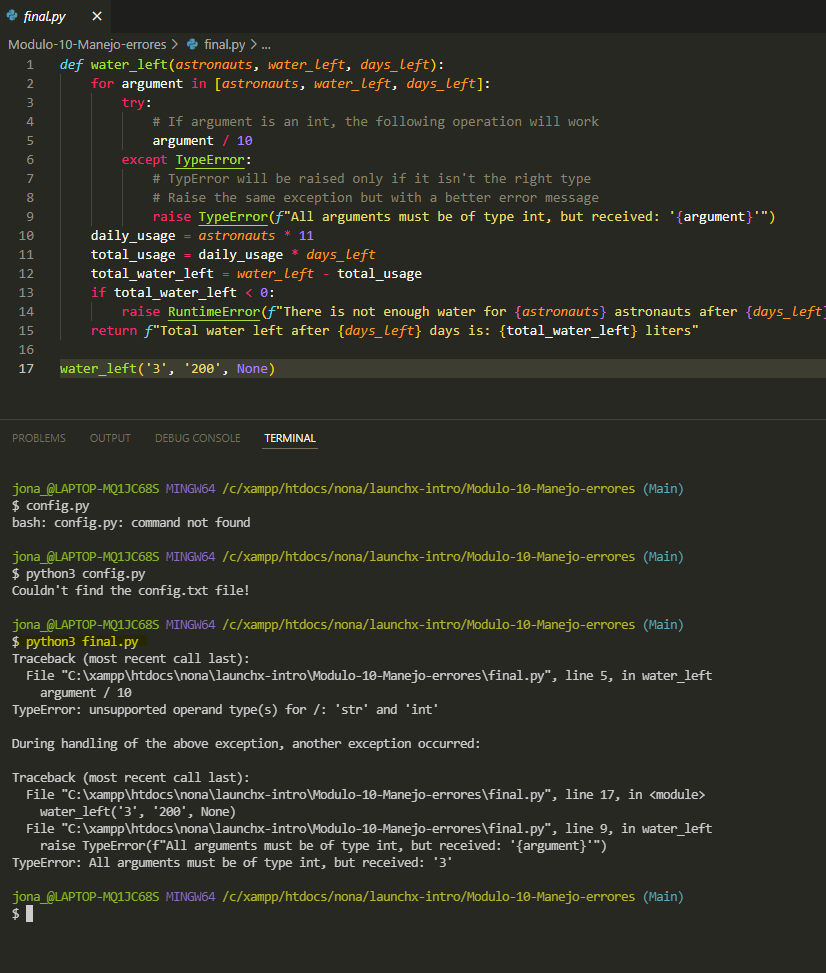 final.py ×
Modulo-10-Manejo-errores > final.py > ...
1 def water_left(astronauts, water_left, days_left):
2 for argument in [astronauts, water_left, days_left]:
3 try:
4 # If argument is an int, the following operation will work
5 argument / 10
6 except TypeError:
7 # TypError will be raised only if it isn't the right type
8 # Raise the same exception but with a better error message
9 raise TypeError(f"All arguments must be of type int, but received: '{argument}'")
10 daily_usage = astronauts * 11
11 total_usage = daily_usage * days_left
12 total_water_left = water_left - total_usage
13 if total_water_left < 0:
14 raise RuntimeError(f"There is not enough water for {astronauts} astronauts after {days_left}
15 return f"Total water left after {days_left} days is: {total_water_left} liters"
16
17 water_left('3', '200', None)
PROBLEMS OUTPUT DEBUG CONSOLE TERMINAL
jona_@LAPTOP-MQ1JC68S MINGW64 /c/xampp/htdocs/nona/launchx-intro/Modulo-10-Manejo-errores (Main)
$ config.py
bash: config.py: command not found
jona_@LAPTOP-MQ1JC68S MINGW64 /c/xampp/htdocs/nona/launchx-intro/Modulo-10-Manejo-errores (Main)
$ python3 config.py
Couldn't find the config.txt file!
jona_@LAPTOP-MQ1JC68S MINGW64 /c/xampp/htdocs/nona/launchx-intro/Modulo-10-Manejo-errores (Main)
$ python3 final.py
Traceback (most recent call last):
File "C:\xampp\htdocs\nona\launchx-intro\Modulo-10-Manejo-errores\final.py", line 5, in water_left
argument / 10
TypeError: unsupported operand type(s) for /: 'str' and 'int'
During handling of the above exception, another exception occurred:
Traceback (most recent call last):
File "C:\xampp\htdocs\nona\launchx-intro\Modulo-10-Manejo-errores\final.py", line 17, in <module>
water_left('3', '200', None)
File "C:\xampp\htdocs\nona\launchx-intro\Modulo-10-Manejo-errores\final.py", line 9, in water_left
raise TypeError(f"All arguments must be of type int, but received: '{argument}'")
TypeError: All arguments must be of type int, but received: '3'
jona_@LAPTOP-MQ1JC68S MINGW64 /c/xampp/htdocs/nona/launchx-intro/Modulo-10-Manejo-errores (Main)
$